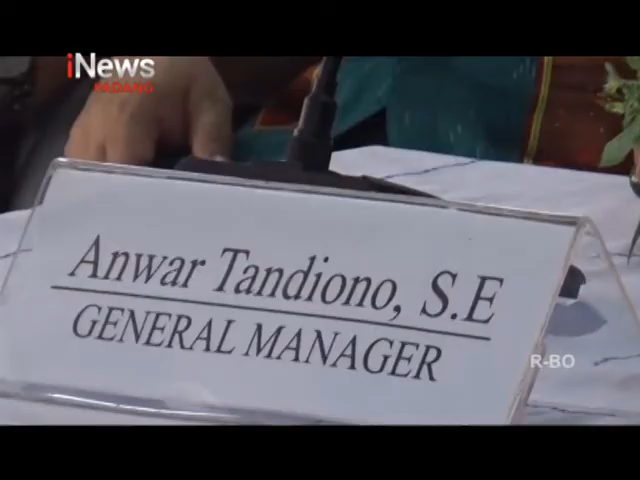 iNews
PADANG
Anwar Tandiono, S.E
GENERAL MANAGER
R-BO